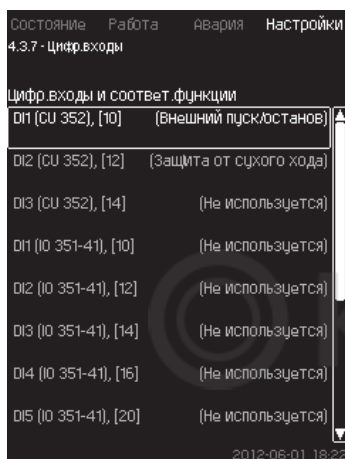 Состояние Работа Авария Настройки
4.3.7 - Цифр.входы
Цифр.входы и соответ.функции
DI1 (CU 352), [10] (Внешний пуск/останов)
DI2 (CU 352), [12] (Защита от сухого хода)
DI3 (CU 352), [14] (Не используется)
DI1 (IO 351-41), [10] (Не используется)
DI2 (IO 351-41), [12] (Не используется)
DI3 (IO 351-41), [14] (Не используется)
DI4 (IO 351-41), [16] (Не используется)
DI5 (IO 351-41), [20] (Не используется)
2012-06-01 18:22